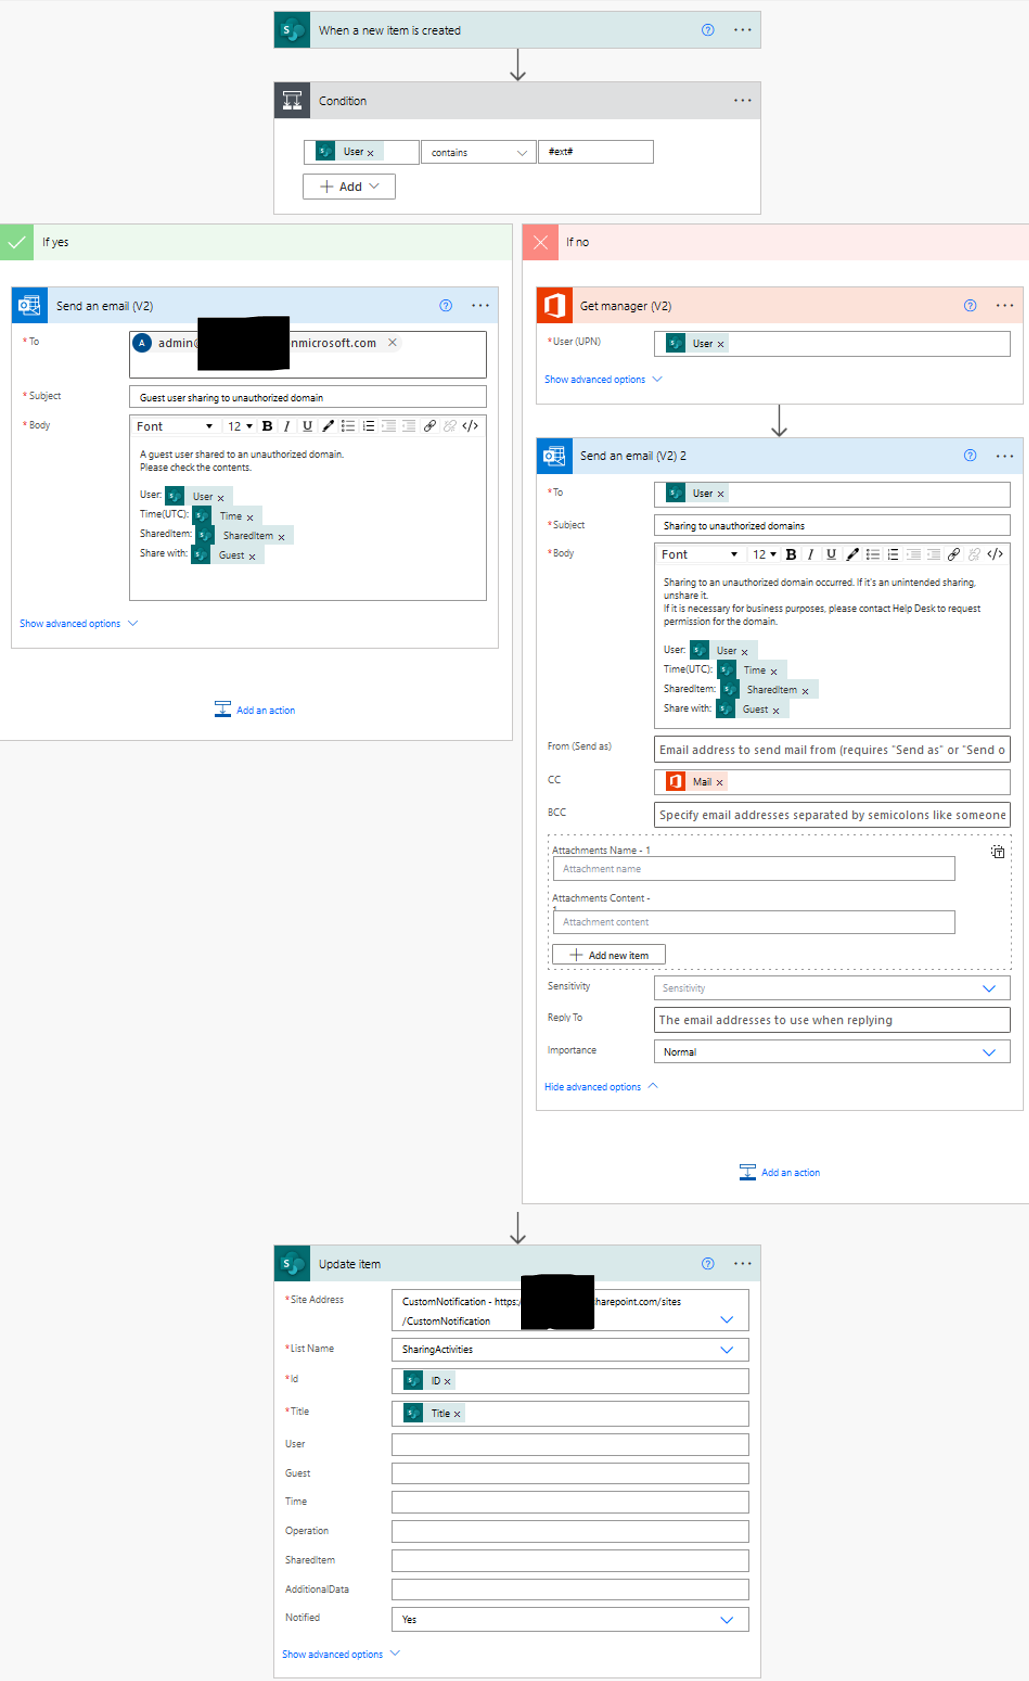 When a new item is created
Condition
User × contains #ext#
+ Add
If yes
Send an email (V2)
* To
A admin@ nmicrosoft.com ×
* Subject
Guest user sharing to unauthorized domain
* Body
Font 12 B I U </>
A guest user shared to an unauthorized domain.
Please check the contents.
User: User ×
Time(UTC): Time ×
SharedItem: SharedItem ×
Share with: Guest ×
Show advanced options
Add an action
If no
Get manager (V2)
* User (UPN)
User ×
Show advanced options
Send an email (V2) 2
* To
User ×
* Subject
Sharing to unauthorized domains
* Body
Font 12 B I U </>
Sharing to an unauthorized domain occurred. If it's an unintended sharing,
unshare it.
If it is necessary for business purposes, please contact Help Desk to request
permission for the domain.
User: User ×
Time(UTC): Time ×
SharedItem: SharedItem ×
Share with: Guest ×
From (Send as)
Email address to send mail from (requires "Send as" or "Send o
CC
Mail ×
BCC
Specify email addresses separated by semicolons like someone
Attachments Name - 1
Attachment name
Attachments Content -
1
Attachment content
+ Add new item
Sensitivity
Sensitivity
Reply To
The email addresses to use when replying
Importance
Normal
Hide advanced options
Add an action
Update item
* Site Address
CustomNotification - https:/ harepoint.com/sites
/CustomNotification
* List Name
SharingActivities
* Id
ID ×
* Title
Title ×
User
Guest
Time
Operation
SharedItem
AdditionalData
Notified
Yes
Show advanced options